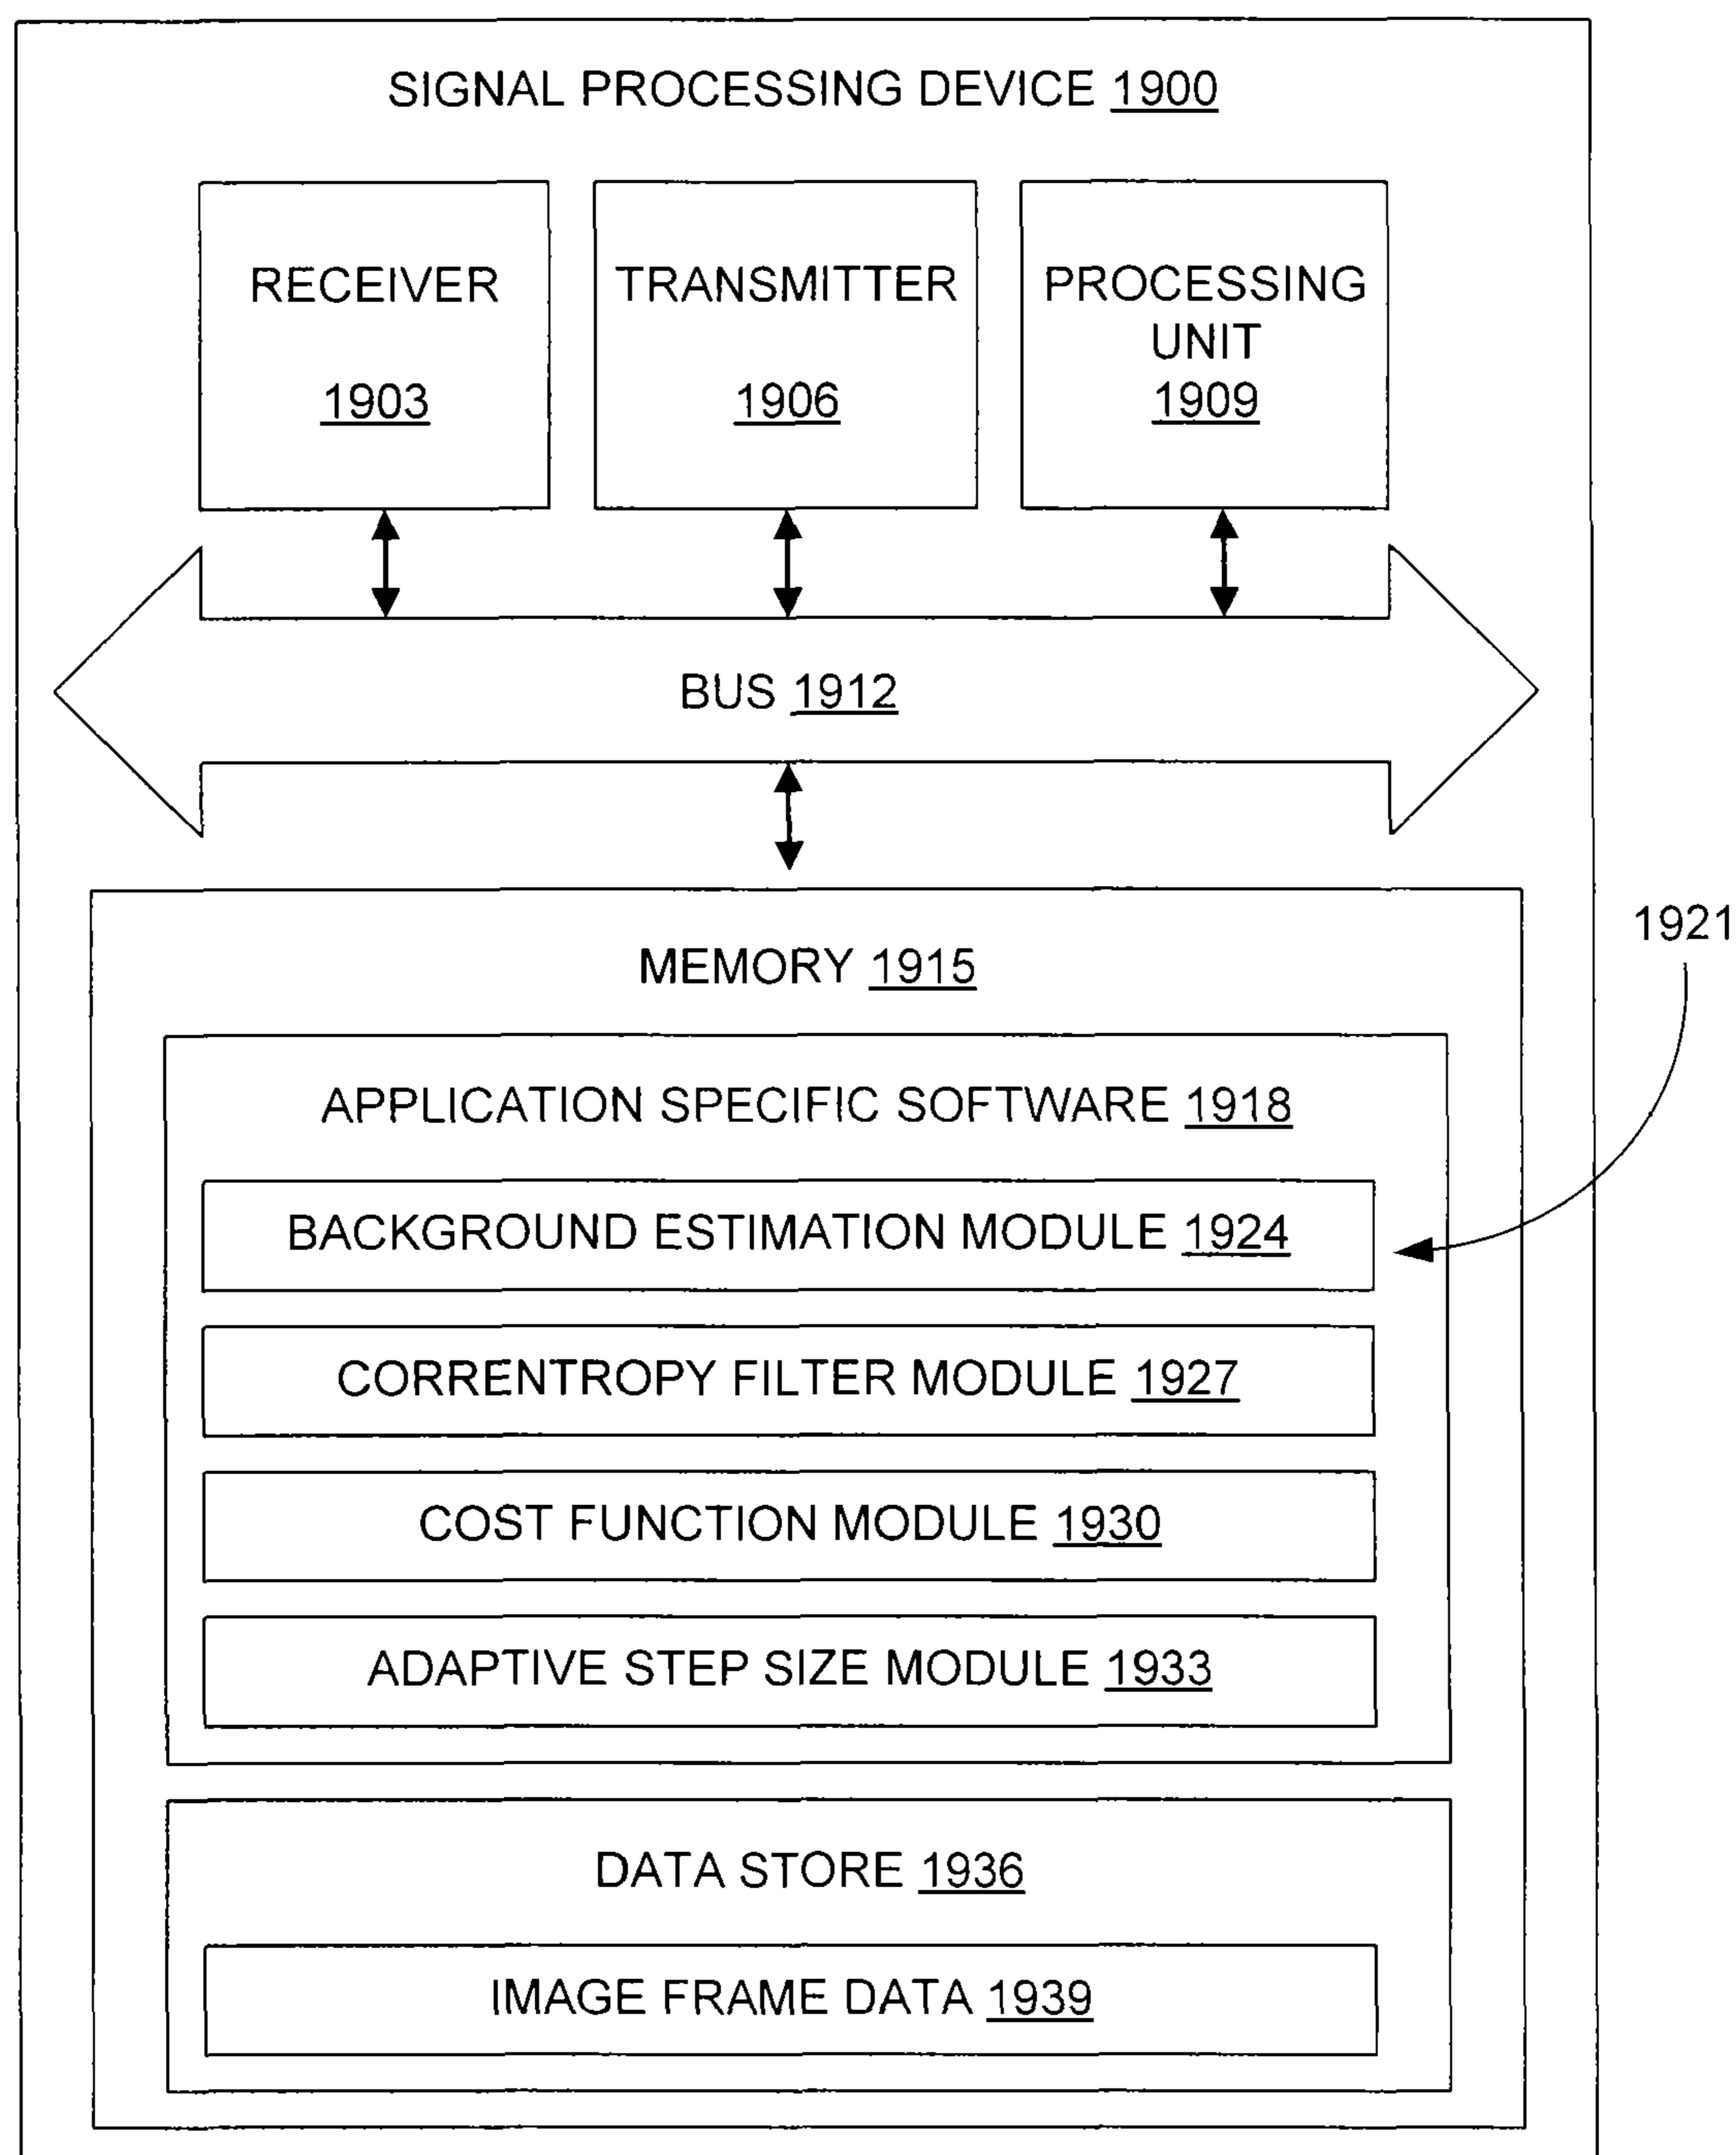 SIGNAL PROCESSING DEVICE 1900
RECEIVER
1903
TRANSMITTER
1906
PROCESSING
UNIT
1909
BUS 1912
1921
MEMORY 1915
APPLICATION SPECIFIC SOFTWARE 1918
BACKGROUND ESTIMATION MODULE 1924
CORRENTROPY FILTER MODULE 1927
COST FUNCTION MODULE 1930
ADAPTIVE STEP SIZE MODULE 1933
DATA STORE 1936
IMAGE FRAME DATA 1939